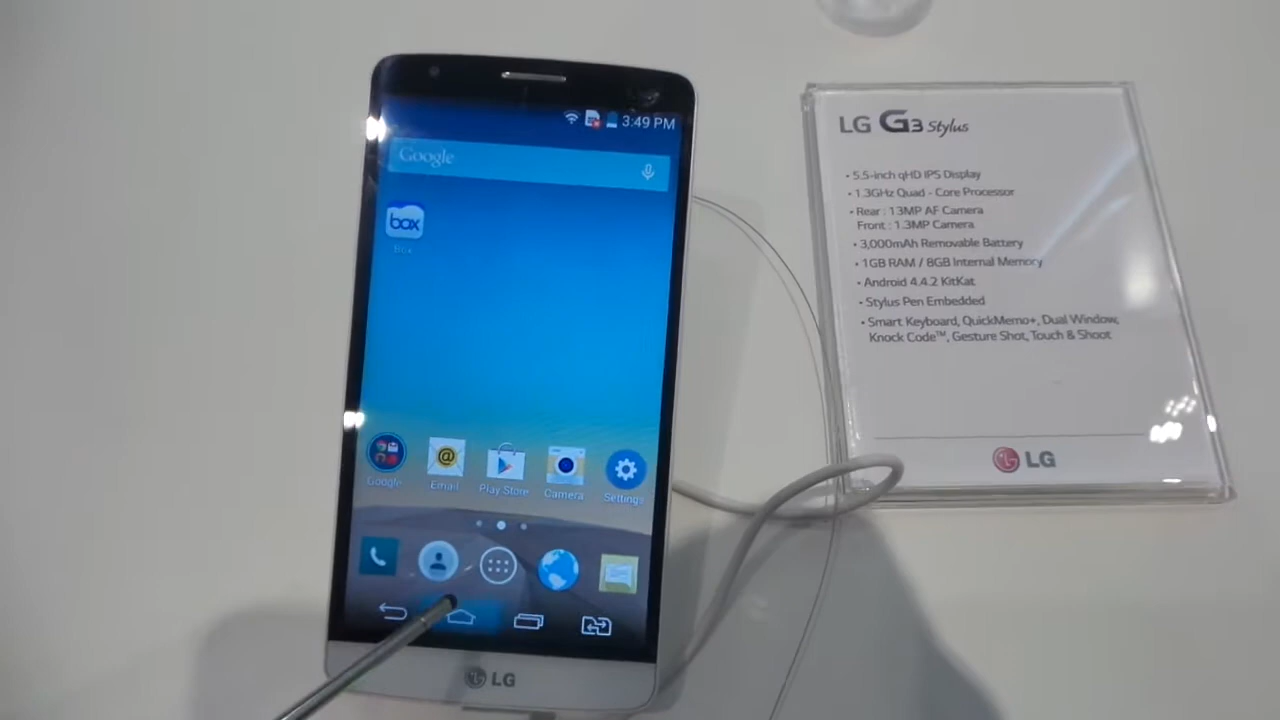 3:49 PM
Google
box
Box
Google
Email
Play Store
Camera
Settings
LG
LG G3 Stylus
• 5.5-inch qHD IPS Display
• 1.3GHz Quad - Core Processor
• Rear : 13MP AF Camera
Front : 1.3MP Camera
• 3,000mAh Removable Battery
• 1GB RAM / 8GB Internal Memory
• Android 4.4.2 KitKat
• Stylus Pen Embedded
• Smart Keyboard, QuickMemo+, Dual Window,
Knock Code™, Gesture Shot, Touch & Shoot
LG